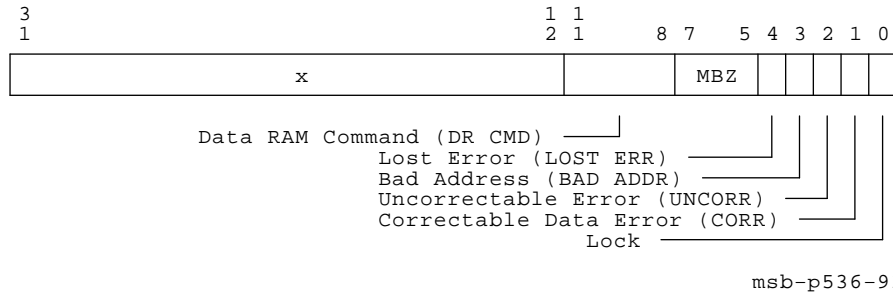 3 1 1
1 2 1 8 7 5 4 3 2 1 0
x MBZ
Data RAM Command (DR CMD)
Lost Error (LOST ERR)
Bad Address (BAD ADDR)
Uncorrectable Error (UNCORR)
Correctable Data Error (CORR)
Lock
msb-p536-9